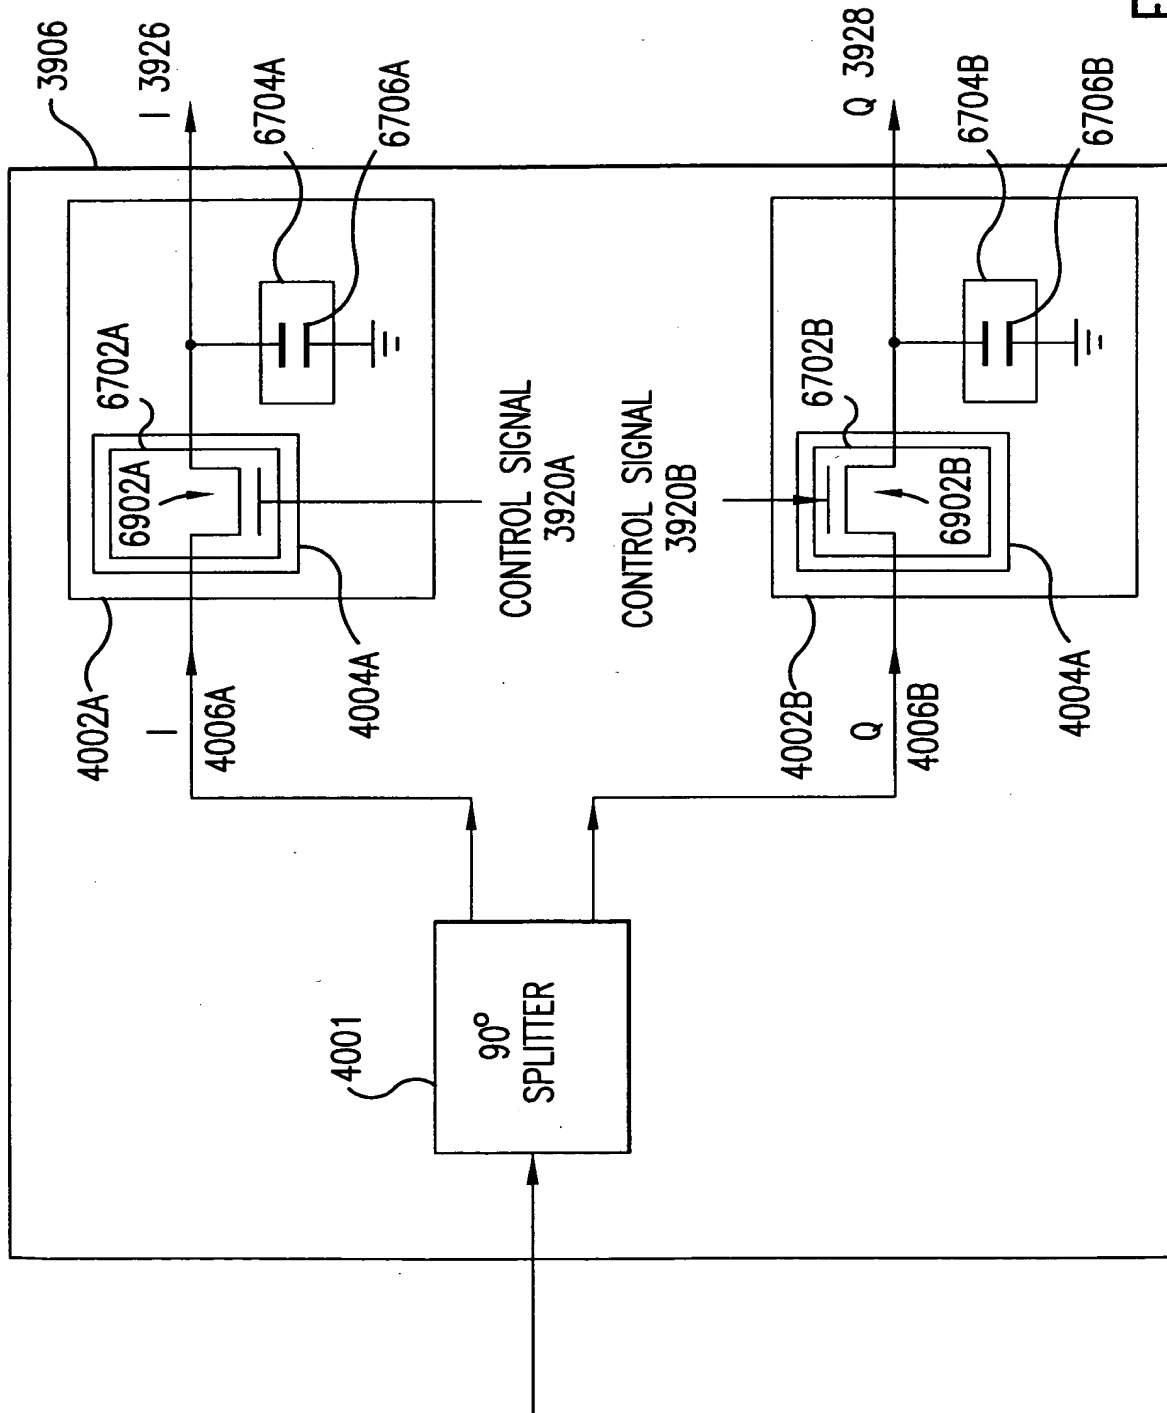 3906
I 3926
6704A
6706A
6702A
6902A
4002A
I
4006A
4004A
CONTROL SIGNAL
3920A
CONTROL SIGNAL
3920B
4001
90°
SPLITTER
Q 3928
6704B
6706B
6702B
6902B
4002B
Q
4006B
4004A